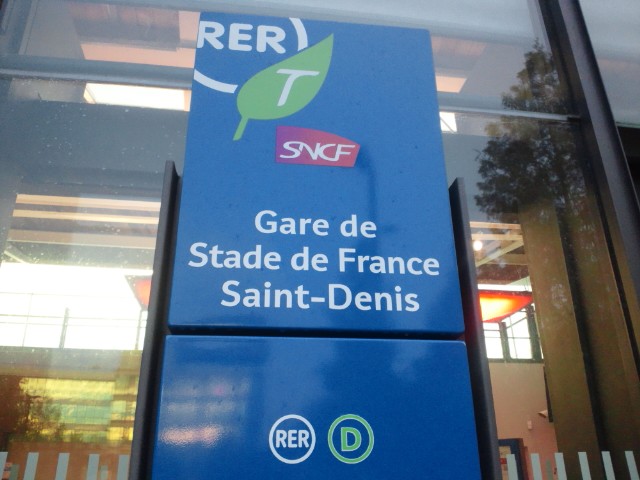 RER
T
SNCF
Gare de
Stade de France
Saint-Denis
RER D